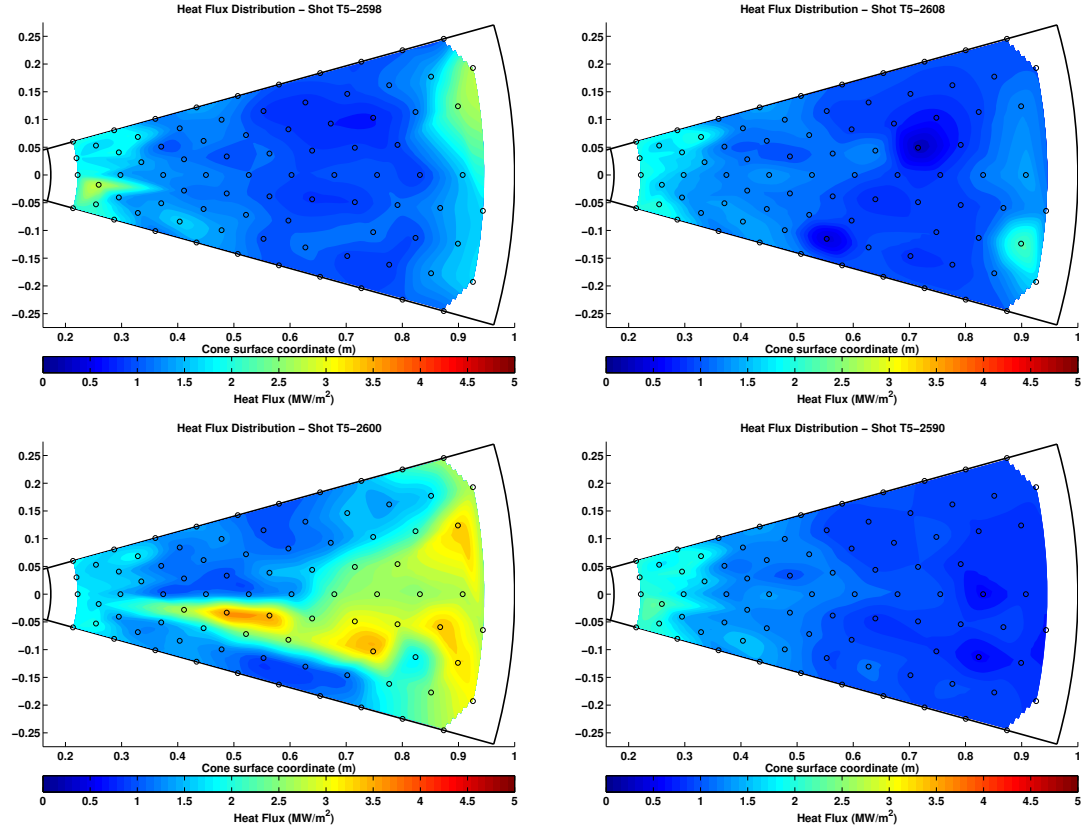 Heat Flux Distribution − Shot T5−2598
0.25
0.2
0.15
0.1
0.05
0
−0.05
−0.1
−0.15
−0.2
−0.25
0.2 0.3 0.4 0.5 0.6 0.7 0.8 0.9 1
Cone surface coordinate (m)
0 0.5 1 1.5 2 2.5 3 3.5 4 4.5 5
Heat Flux (MW/m²)
Heat Flux Distribution − Shot T5−2608
0.25
0.2
0.15
0.1
0.05
0
−0.05
−0.1
−0.15
−0.2
−0.25
0.2 0.3 0.4 0.5 0.6 0.7 0.8 0.9 1
Cone surface coordinate (m)
0 0.5 1 1.5 2 2.5 3 3.5 4 4.5 5
Heat Flux (MW/m²)
Heat Flux Distribution − Shot T5−2600
0.25
0.2
0.15
0.1
0.05
0
−0.05
−0.1
−0.15
−0.2
−0.25
0.2 0.3 0.4 0.5 0.6 0.7 0.8 0.9 1
Cone surface coordinate (m)
0 0.5 1 1.5 2 2.5 3 3.5 4 4.5 5
Heat Flux (MW/m²)
Heat Flux Distribution − Shot T5−2590
0.25
0.2
0.15
0.1
0.05
0
−0.05
−0.1
−0.15
−0.2
−0.25
0.2 0.3 0.4 0.5 0.6 0.7 0.8 0.9 1
Cone surface coordinate (m)
0 0.5 1 1.5 2 2.5 3 3.5 4 4.5 5
Heat Flux (MW/m²)